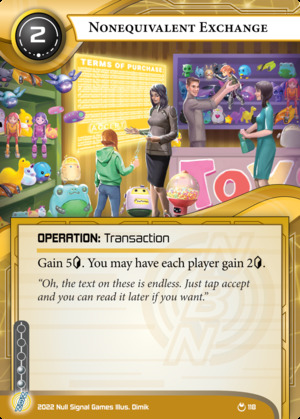 2
NONEQUIVALENT EXCHANGE
TERMS OF PURCHASE
TOY
OPERATION: Transaction
Gain 5. You may have each player gain 2.
“Oh, the text on these is endless. Just tap accept
and you can read it later if you want.”
2022 Null Signal Games Illus. Dimik
118